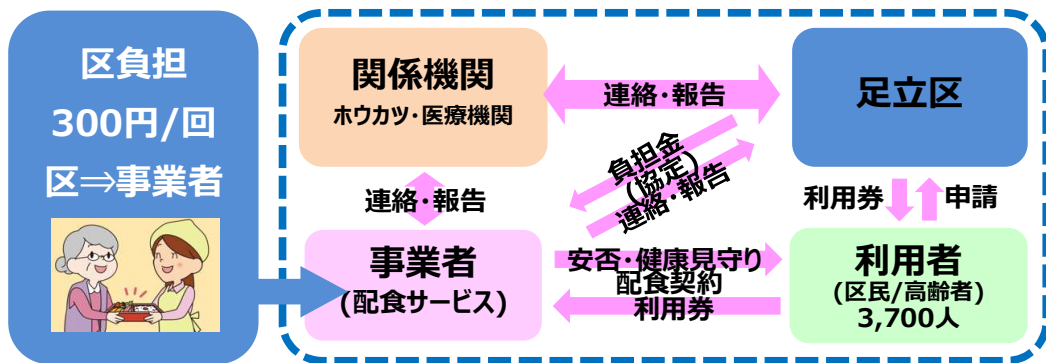 区負担
300円/回
区⇒事業者
関係機関
ホウカツ・医療機関
連絡・報告
足立区
負担金
(協定)
連絡・報告
連絡・報告
利用券
申請
事業者
(配食サービス)
安否・健康見守り
配食契約
利用券
利用者
(区民/高齢者)
3,700人